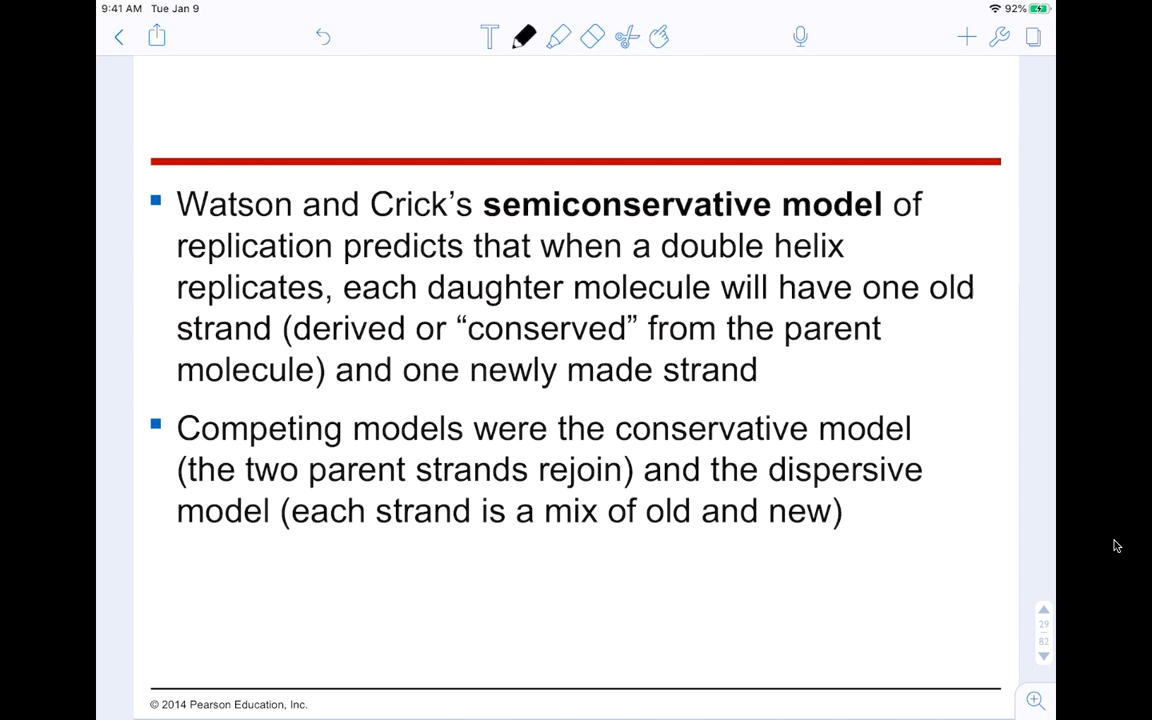 9:41 AM Tue Jan 9 92%
T
Watson and Crick’s semiconservative model of
replication predicts that when a double helix
replicates, each daughter molecule will have one old
strand (derived or “conserved” from the parent
molecule) and one newly made strand
Competing models were the conservative model
(the two parent strands rejoin) and the dispersive
model (each strand is a mix of old and new)
29
82
© 2014 Pearson Education, Inc.